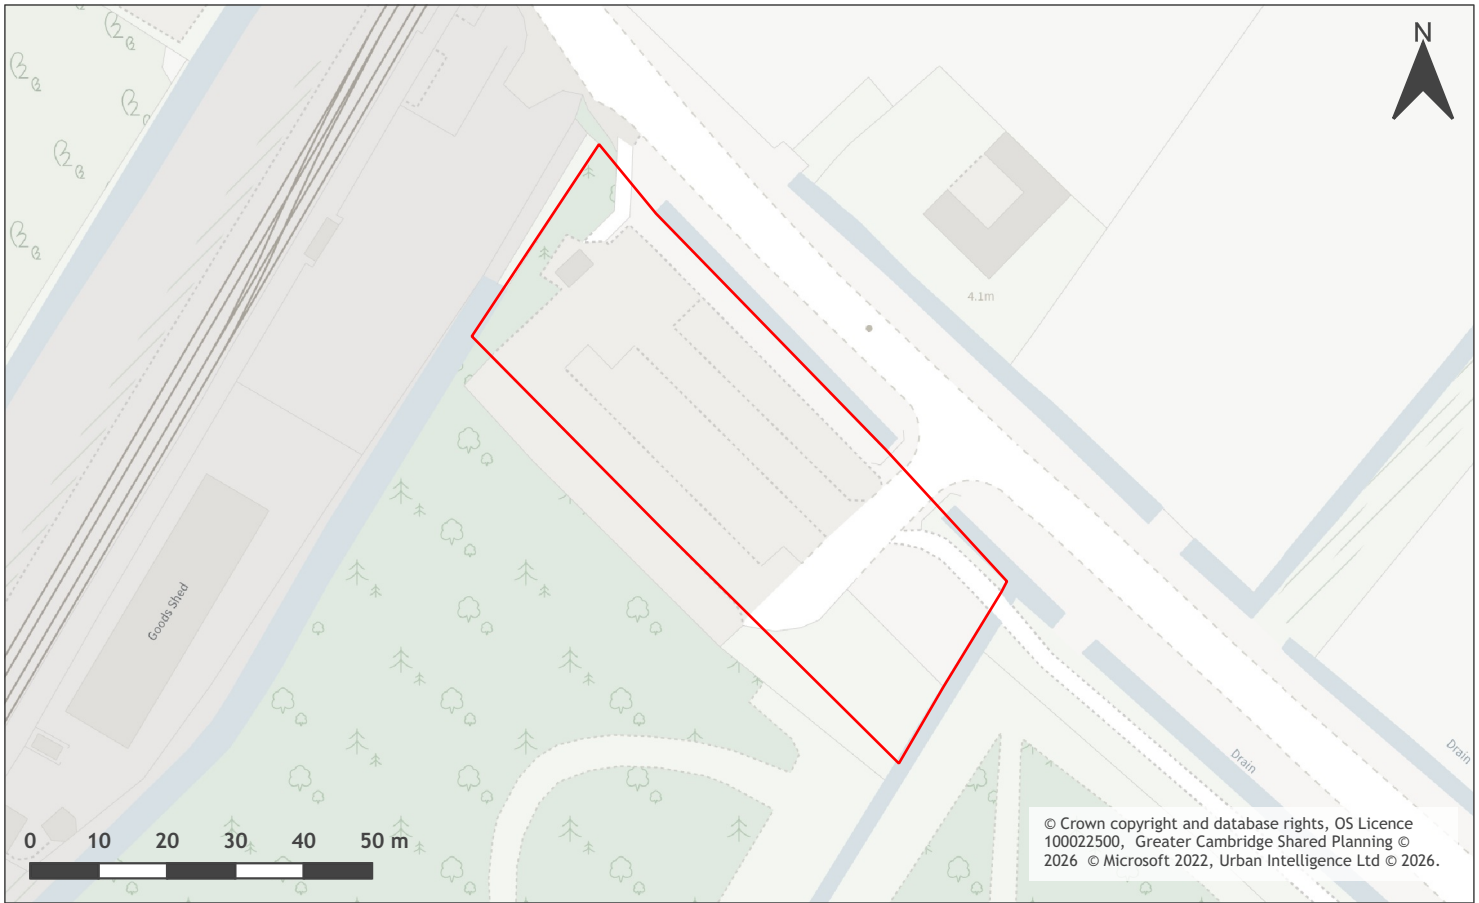 N
4.1m
Goods Shed
Drain
Drain
0 10 20 30 40 50 m
© Crown copyright and database rights, OS Licence
100022500, Greater Cambridge Shared Planning ©
2026 © Microsoft 2022, Urban Intelligence Ltd © 2026.